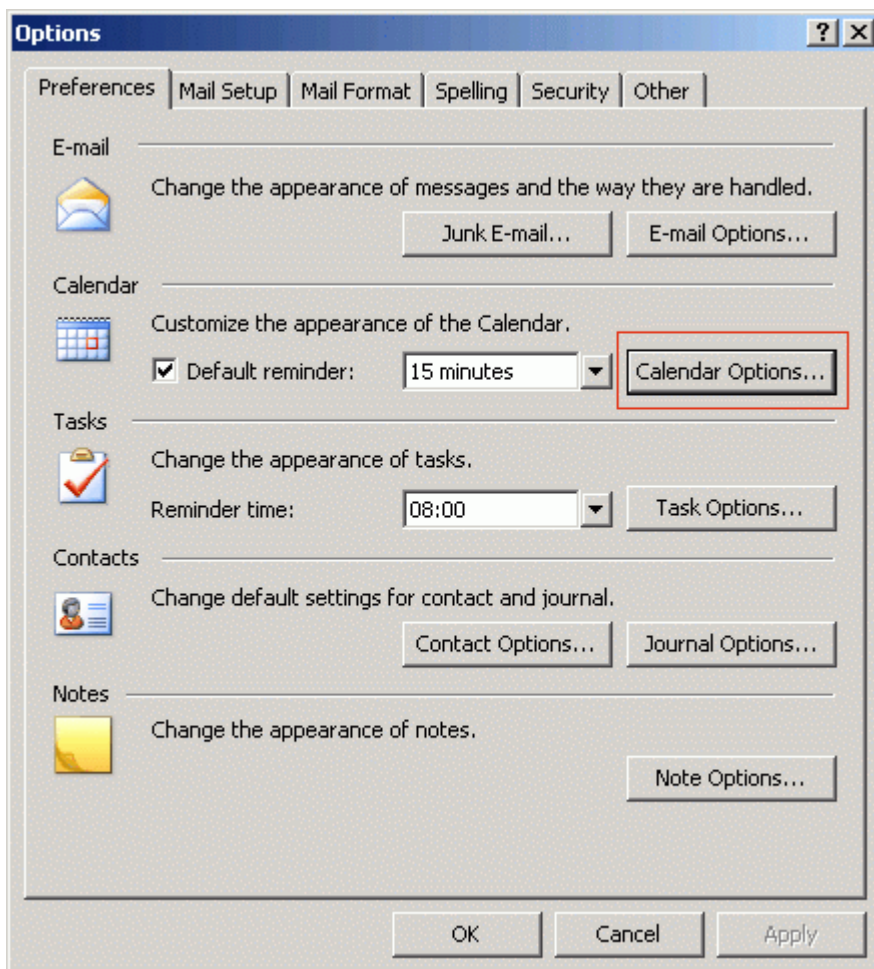 Options
Preferences Mail Setup Mail Format Spelling Security Other
E-mail
Change the appearance of messages and the way they are handled.
Junk E-mail... E-mail Options...
Calendar
Customize the appearance of the Calendar.
Default reminder: 15 minutes Calendar Options...
Tasks
Change the appearance of tasks.
Reminder time: 08:00 Task Options...
Contacts
Change default settings for contact and journal.
Contact Options... Journal Options...
Notes
Change the appearance of notes.
Note Options...
OK Cancel Apply